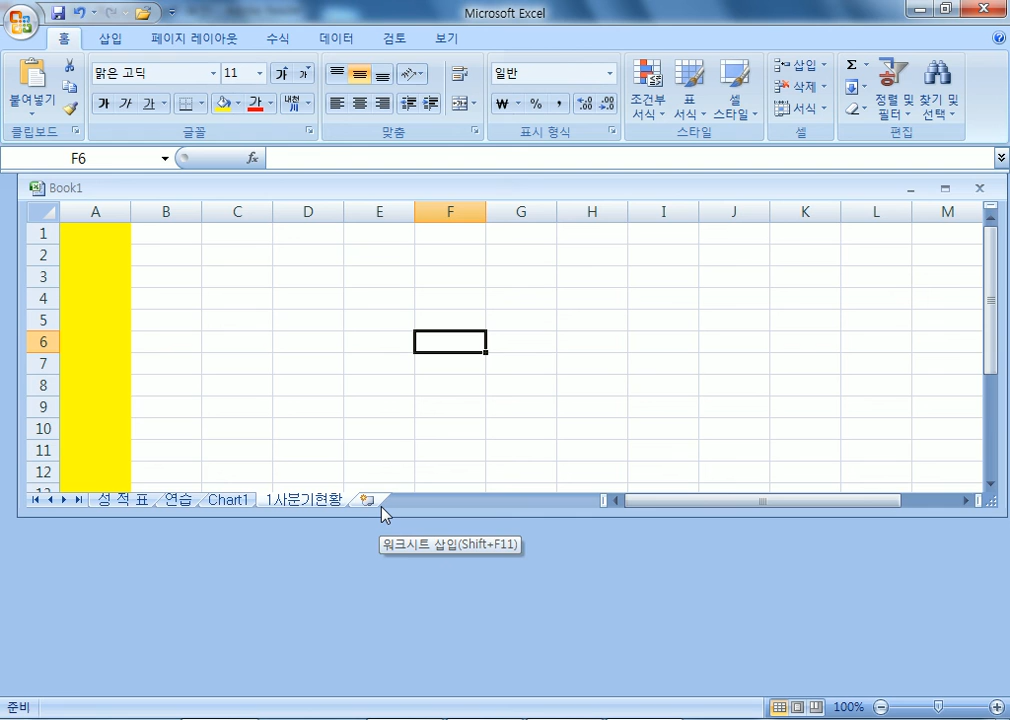 Microsoft Excel
홈 삽입 페이지 레이아웃 수식 데이터 검토 보기
붙여넣기
맑은 고딕 11
가 가
가 가 가 가 내천
일반
₩ % ,
조건부 서식
표 서식
셀 스타일
삽입
삭제
서식
Σ
정렬 및 필터
찾기 및 선택
클립보드 글꼴 맞춤 표시 형식 스타일 셀 편집
F6 fx
Book1
A B C D E F G H I J K L M
1
2
3
4
5
6
7
8
9
10
11
12
13
성 적 표 연습 Chart1 1사분기현황
워크시트 삽입(Shift+F11)
준비 100%